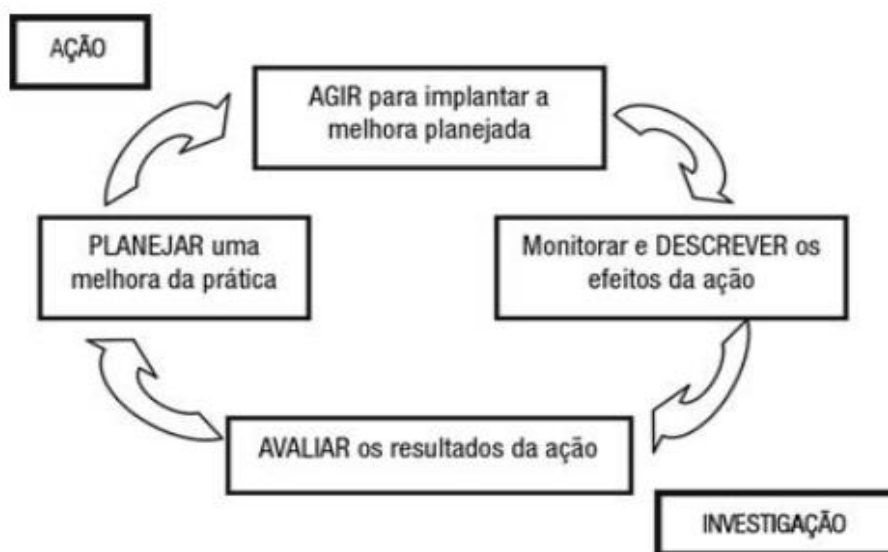 AÇÃO
AGIR para implantar a
melhora planejada
PLANEJAR uma
melhora da prática
Monitorar e DESCREVER os
efeitos da ação
AVALIAR os resultados da ação
INVESTIGAÇÃO